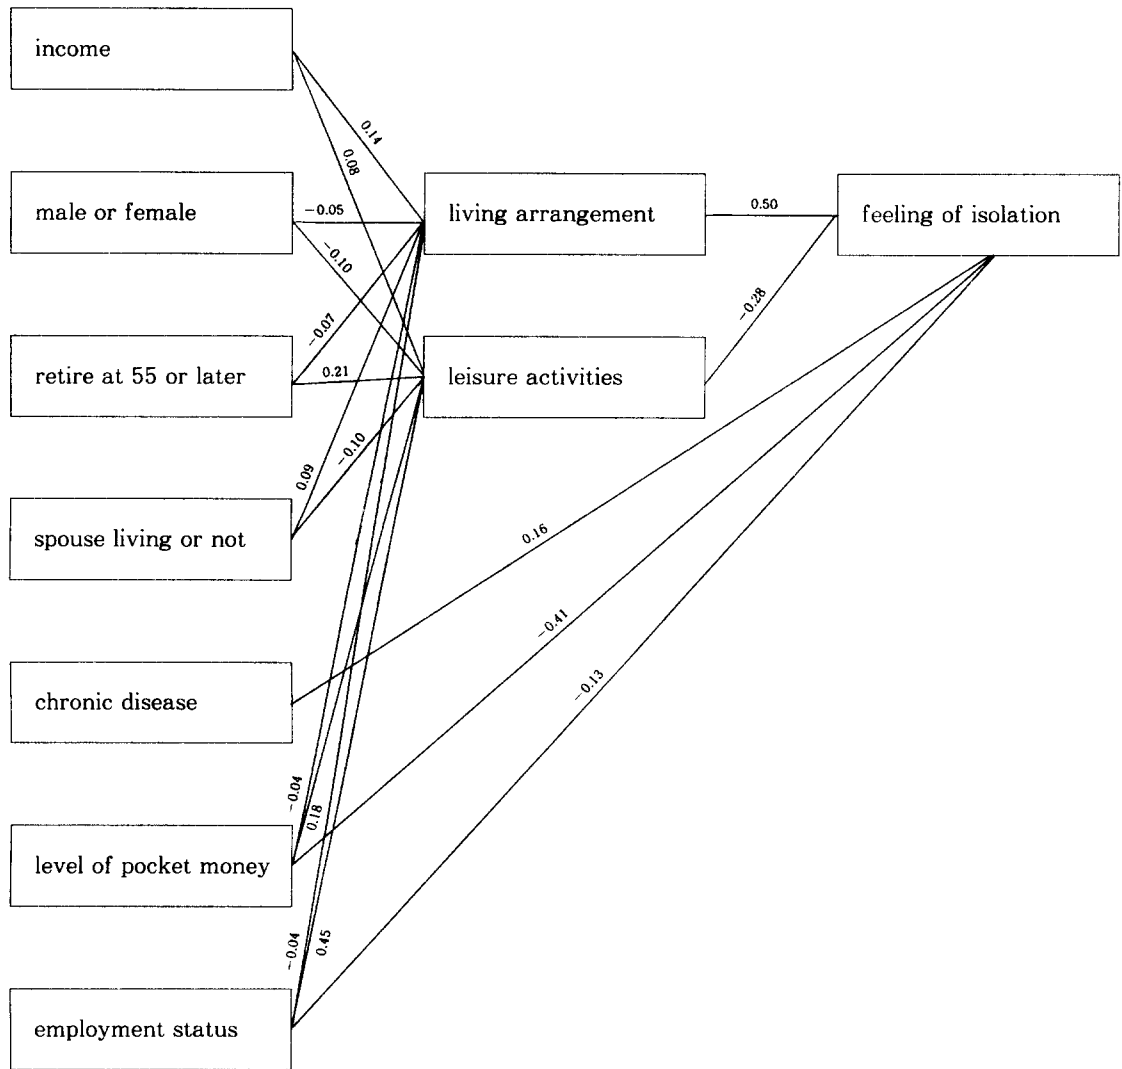 income
0.14
0.08
male or female
−0.05
living arrangement
0.50
feeling of isolation
−0.10
−0.07
−0.28
retire at 55 or later
0.21
leisure activities
−0.10
0.09
spouse living or not
0.16
−0.41
chronic disease
−0.13
−0.04
0.18
level of pocket money
−0.04
0.45
employment status